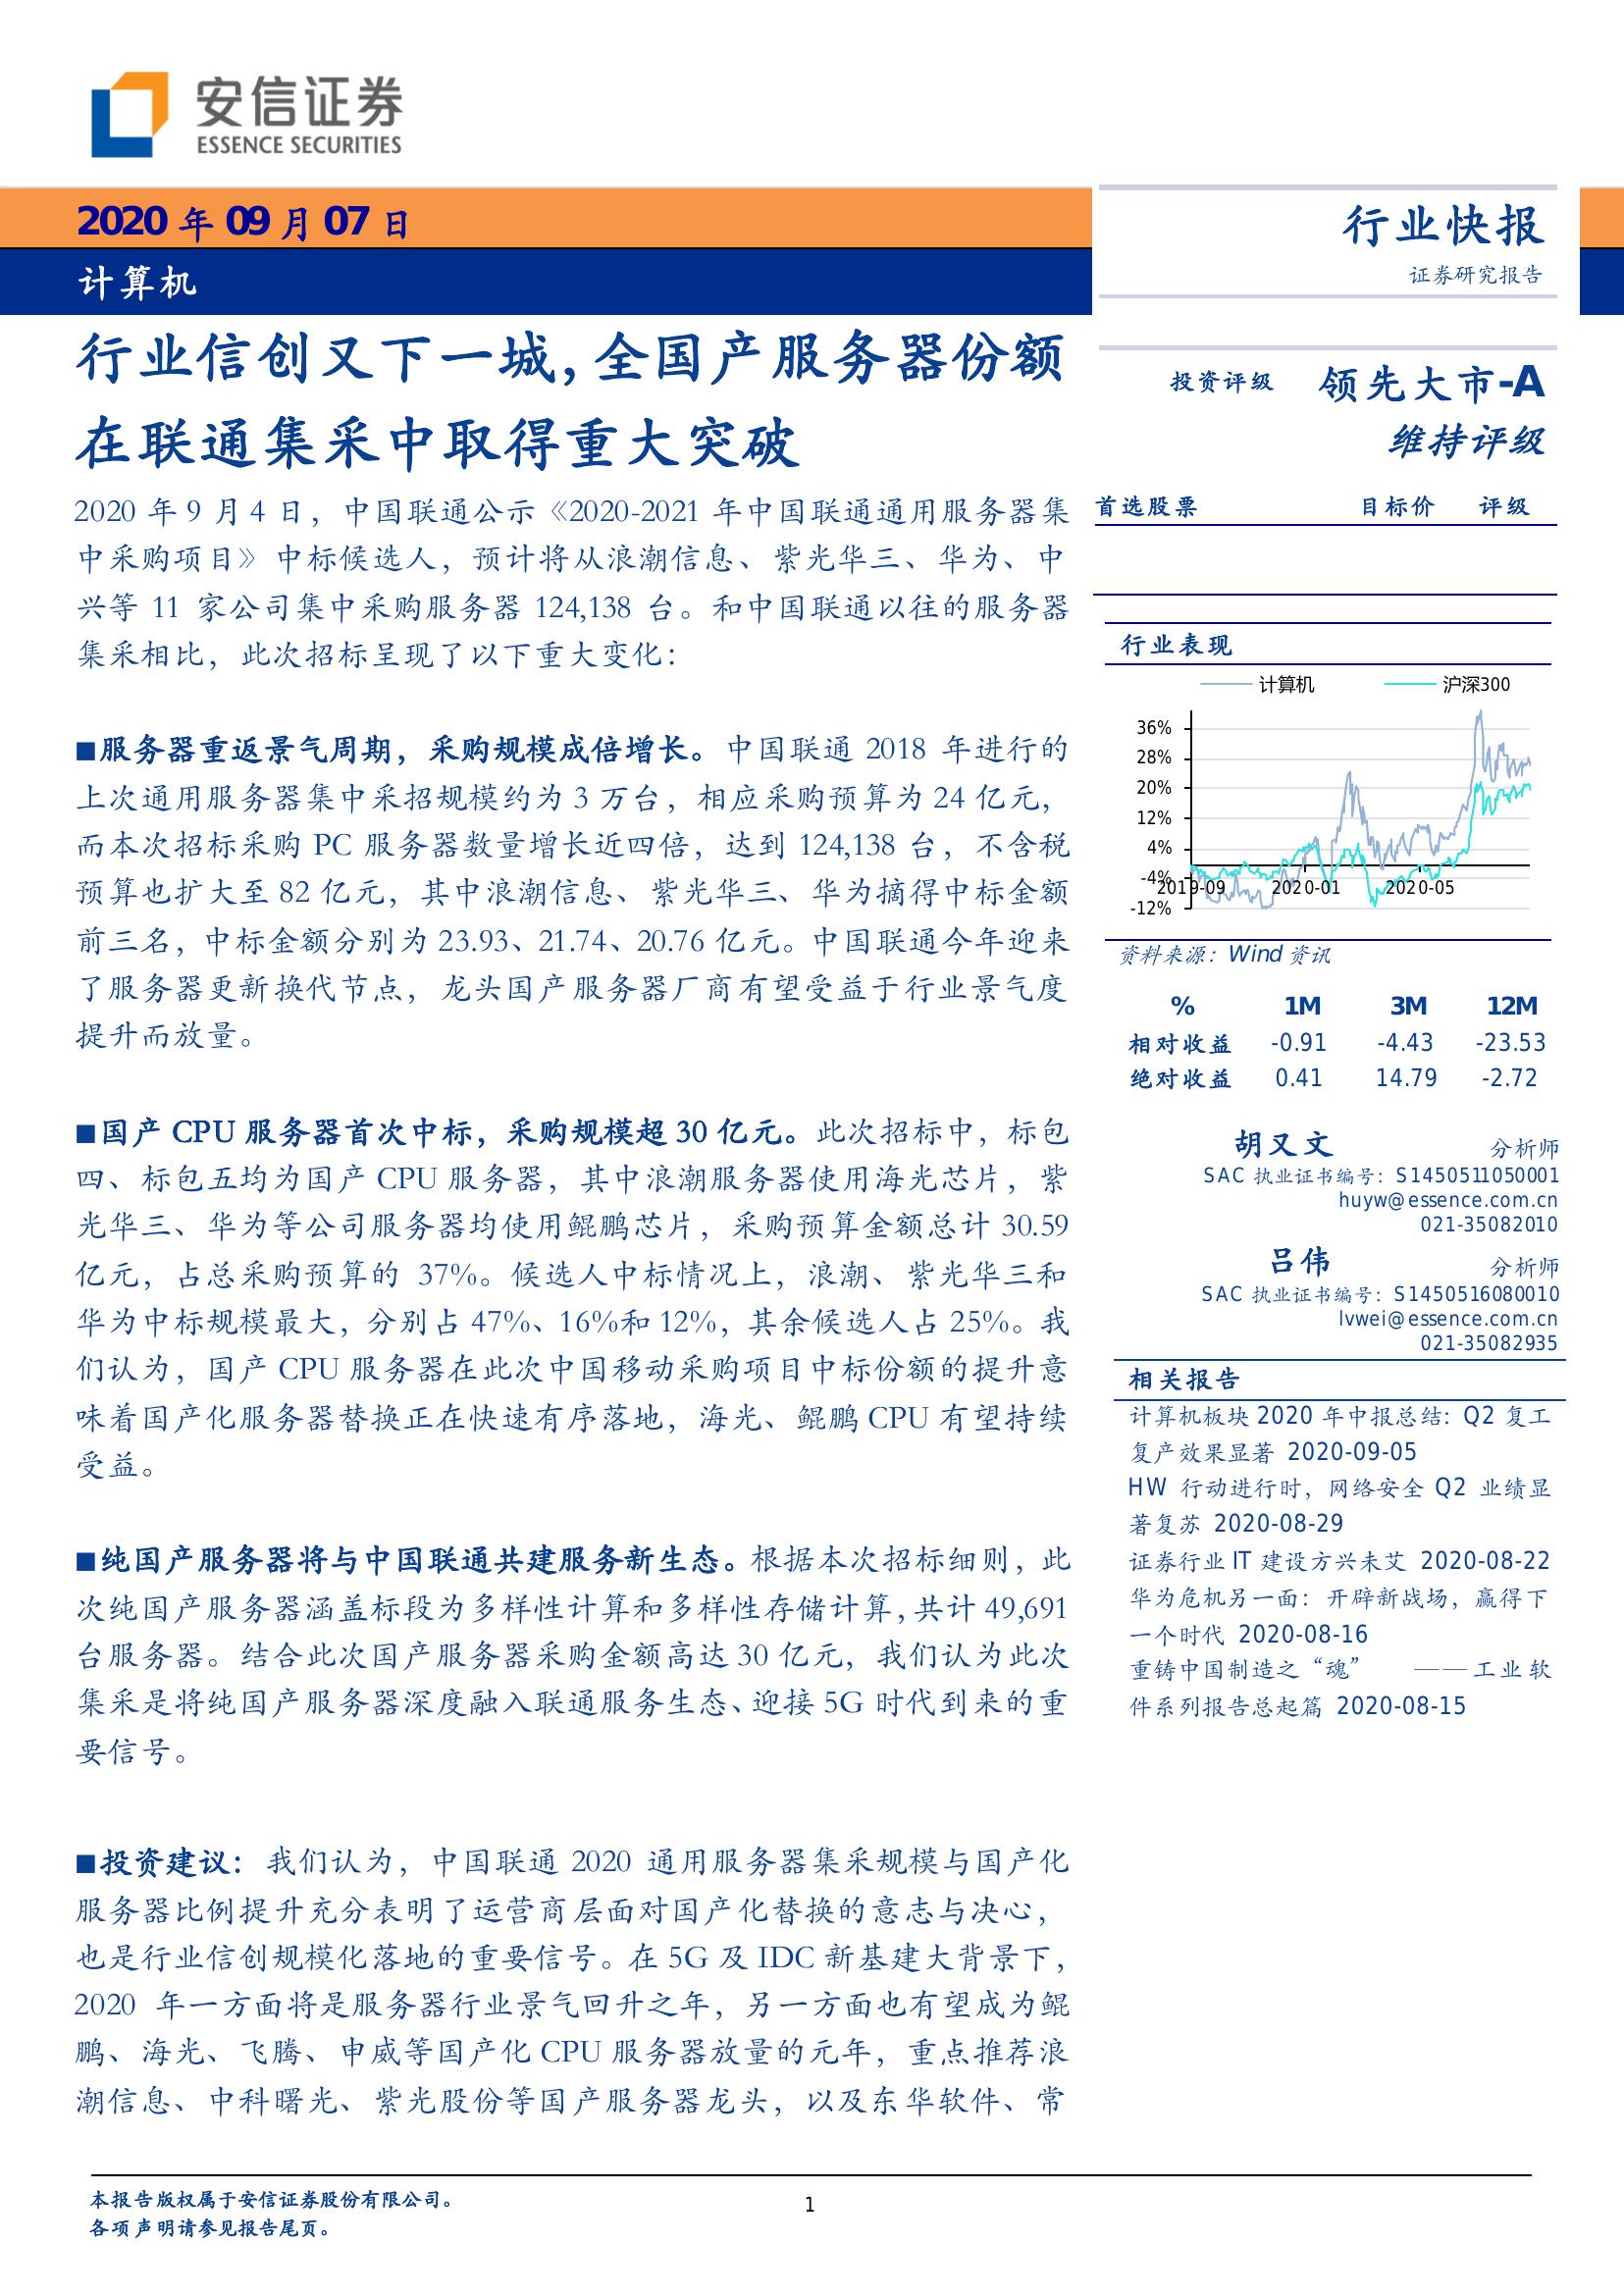 安信证券
ESSENCE SECURITIES
2020 年 09 月 07 日
计算机
行业信创又下一城，全国产服务器份额
在联通集采中取得重大突破
2020 年 9 月 4 日，中国联通公示《2020-2021 年中国联通通用服务器集
中采购项目》中标候选人，预计将从浪潮信息、紫光华三、华为、中
兴等 11 家公司集中采购服务器 124,138 台。和中国联通以往的服务器
集采相比，此次招标呈现了以下重大变化：
■服务器重返景气周期，采购规模成倍增长。中国联通 2018 年进行的
上次通用服务器集中采招规模约为 3 万台，相应采购预算为 24 亿元，
而本次招标采购 PC 服务器数量增长近四倍，达到 124,138 台，不含税
预算也扩大至 82 亿元，其中浪潮信息、紫光华三、华为摘得中标金额
前三名，中标金额分别为 23.93、21.74、20.76 亿元。中国联通今年迎来
了服务器更新换代节点，龙头国产服务器厂商有望受益于行业景气度
提升而放量。
■国产 CPU 服务器首次中标，采购规模超 30 亿元。此次招标中，标包
四、标包五均为国产 CPU 服务器，其中浪潮服务器使用海光芯片，紫
光华三、华为等公司服务器均使用鲲鹏芯片，采购预算金额总计 30.59
亿元，占总采购预算的 37%。候选人中标情况上，浪潮、紫光华三和
华为中标规模最大，分别占 47%、16%和 12%，其余候选人占 25%。我
们认为，国产 CPU 服务器在此次中国移动采购项目中标份额的提升意
味着国产化服务器替换正在快速有序落地，海光、鲲鹏 CPU 有望持续
受益。
■纯国产服务器将与中国联通共建服务新生态。根据本次招标细则，此
次纯国产服务器涵盖标段为多样性计算和多样性存储计算，共计 49,691
台服务器。结合此次国产服务器采购金额高达 30 亿元，我们认为此次
集采是将纯国产服务器深度融入联通服务生态、迎接 5G 时代到来的重
要信号。
■投资建议：我们认为，中国联通 2020 通用服务器集采规模与国产化
服务器比例提升充分表明了运营商层面对国产化替换的意志与决心，
也是行业信创规模化落地的重要信号。在 5G 及 IDC 新基建大背景下，
2020 年一方面将是服务器行业景气回升之年，另一方面也有望成为鲲
鹏、海光、飞腾、申威等国产化 CPU 服务器放量的元年，重点推荐浪
潮信息、中科曙光、紫光股份等国产服务器龙头，以及东华软件、常
行业快报
证券研究报告
投资评级 领先大市-A
维持评级
首选股票 目标价 评级
行业表现
计算机 沪深300
36%
28%
20%
12%
4%
-4%
-12%
2019-09 2020-01 2020-05
资料来源：Wind 资讯
% 1M 3M 12M
相对收益 -0.91 -4.43 -23.53
绝对收益 0.41 14.79 -2.72
胡又文 分析师
SAC 执业证书编号：S1450511050001
huyw@essence.com.cn
021-35082010
吕伟 分析师
SAC 执业证书编号：S1450516080010
lvwei@essence.com.cn
021-35082935
相关报告
计算机板块 2020 年中报总结：Q2 复工
复产效果显著 2020-09-05
HW 行动进行时，网络安全 Q2 业绩显
著复苏 2020-08-29
证券行业 IT 建设方兴未艾 2020-08-22
华为危机另一面：开辟新战场，赢得下
一个时代 2020-08-16
重铸中国制造之“魂” ——工业软
件系列报告总起篇 2020-08-15
本报告版权属于安信证券股份有限公司。
各项声明请参见报告尾页。
1